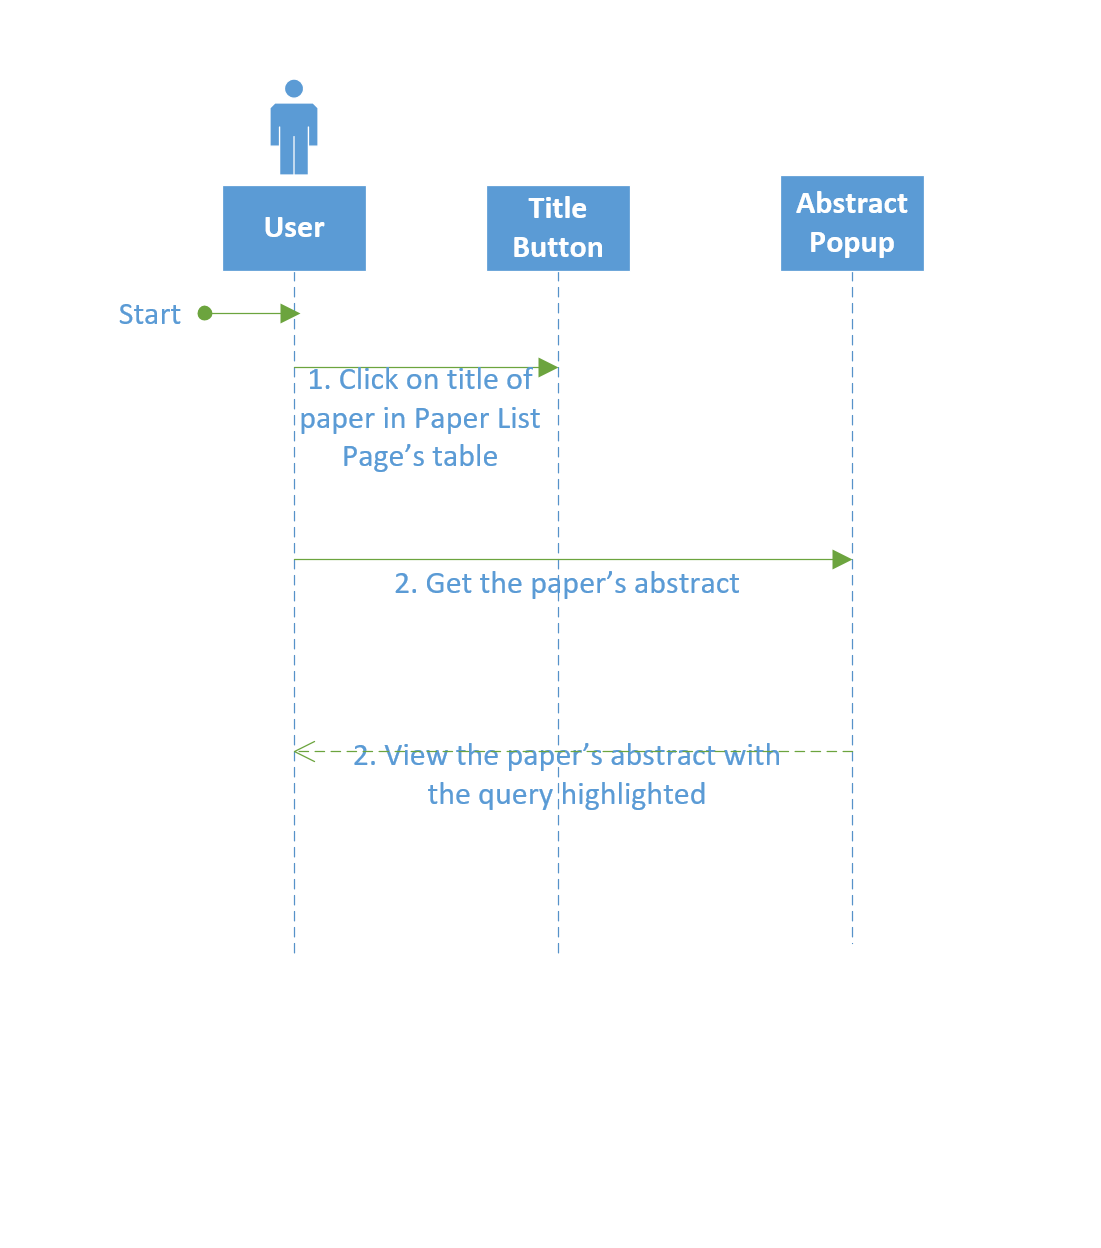 User
Title
Button
Abstract
Popup
Start
1. Click on title of
paper in Paper List
Page’s table
2. Get the paper’s abstract
2. View the paper’s abstract with
the query highlighted